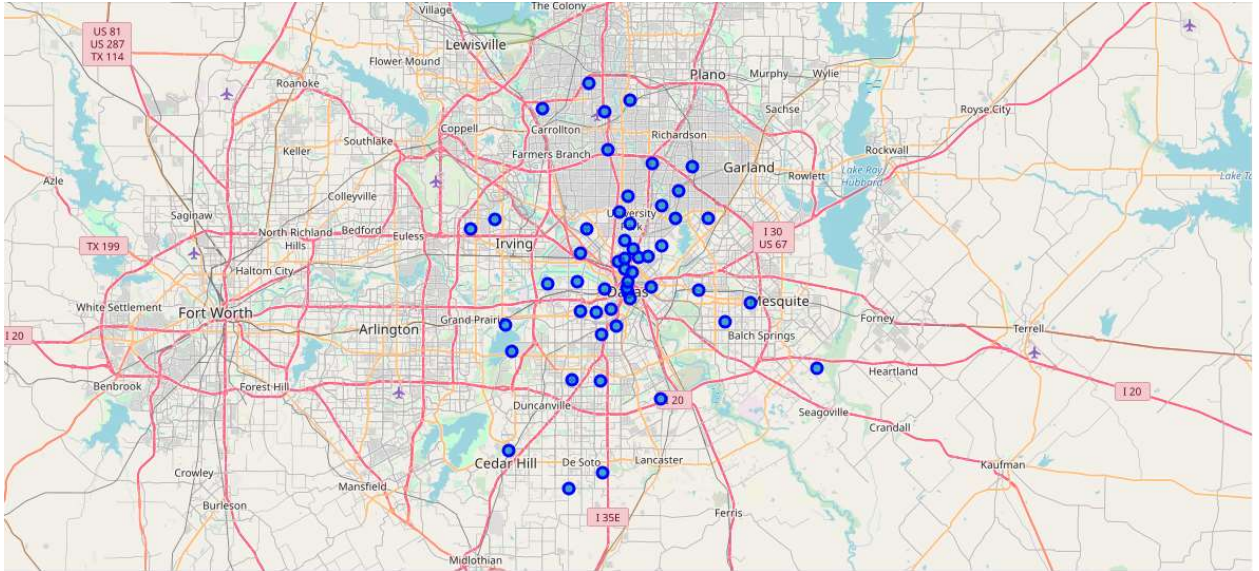 Village
The Colony
US 81
US 287
TX 114
Lewisville
Flower Mound
Roanoke
Plano
Murphy
Wylie
Sachse
Royse City
Coppell
Carrollton
Richardson
Southlake
Keller
Farmers Branch
Garland
Rockwall
Azle
Colleyville
Rowlett
Lake Ray
Hubbard
Saginaw
University
North Richland
Hills
Bedford
Euless
Irving
I 30
US 67
TX 199
Haltom City
White Settlement
Fort Worth
Grand Prairie
Dallas
Mesquite
Arlington
Forney
Terrell
I 20
Balch Springs
Benbrook
Forest Hill
Heartland
I 20
Duncanville
20
Seagoville
Crandall
Cedar Hill
De Soto
Lancaster
Kaufman
Crowley
Mansfield
Burleson
I 35E
Ferris
Midlothian